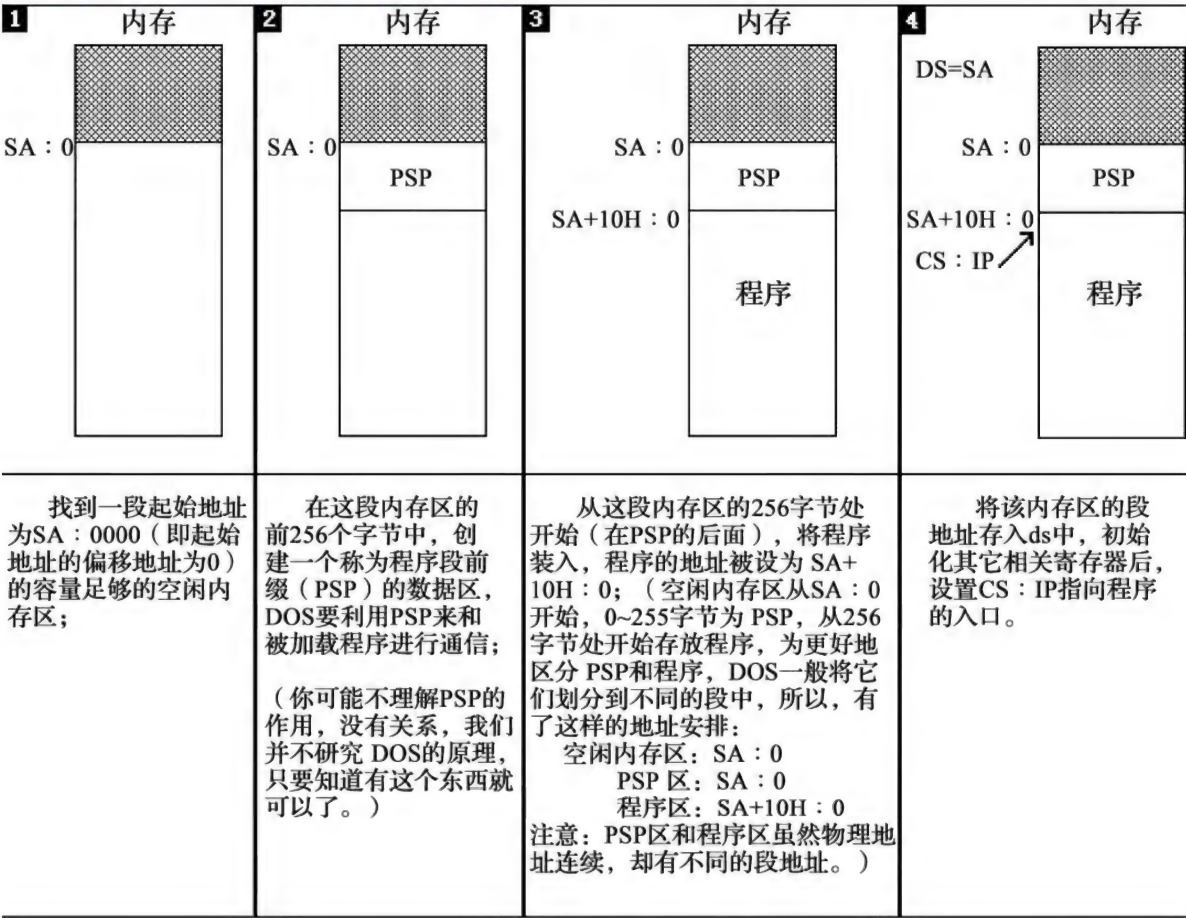 1
内存
SA：0
找到一段起始地址
为SA：0000（即起始
地址的偏移地址为0）
的容量足够的空闲内
存区；
2
内存
SA：0
PSP
在这段内存区的
前256个字节中，创
建一个称为程序段前
缀（PSP）的数据区，
DOS要利用PSP来和
被加载程序进行通信；
（你可能不理解PSP的
作用，没有关系，我们
并不研究 DOS的原理，
只要知道有这个东西就
可以了。）
3
内存
SA：0
PSP
SA+10H：0
程序
从这段内存区的256字节处
开始（在PSP的后面），将程序
装入，程序的地址被设为 SA+
10H：0；（空闲内存区从SA：0
开始，0~255字节为 PSP，从256
字节处开始存放程序，为更好地
区分 PSP和程序，DOS一般将它
们划分到不同的段中，所以，有
了这样的地址安排：
空闲内存区：SA：0
PSP 区：SA：0
程序区：SA+10H：0
注意：PSP区和程序区虽然物理地
址连续，却有不同的段地址。）
4
内存
DS=SA
SA：0
PSP
SA+10H：0
CS：IP
程序
将该内存区的段
地址存入ds中，初始
化其它相关寄存器后，
设置CS：IP指向程序
的入口。